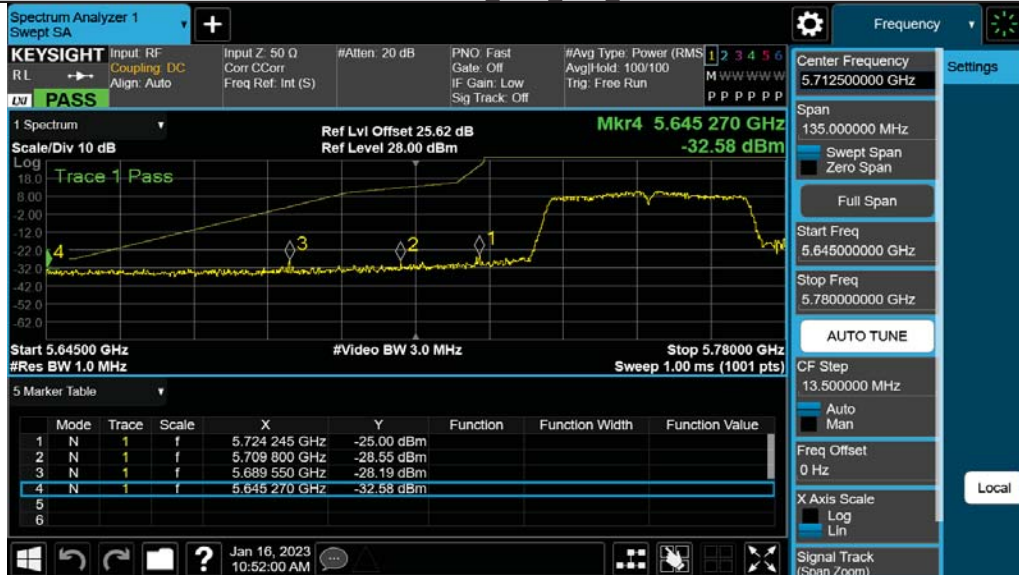 Spectrum Analyzer 1
Swept SA
+
Frequency
KEYSIGHT
RL
LXI PASS
Input: RF
Coupling: DC
Align: Auto
Input Z: 50 Ω
Corr CCorr
Freq Ref: Int (S)
#Atten: 20 dB
PNO: Fast
Gate: Off
IF Gain: Low
Sig Track: Off
#Avg Type: Power (RMS
Avg|Hold: 100/100
Trig: Free Run
1 2 3 4 5 6
M W W W W W
P P P P P P
1 Spectrum
Scale/Div 10 dB
Ref Lvl Offset 25.62 dB
Ref Level 28.00 dBm
Mkr4 5.645 270 GHz
-32.58 dBm
Log
Trace 1 Pass
18.0
8.00
-2.00
-12.0
-22.0
-32.0
-42.0
-52.0
-62.0
4
3
2
1
Start 5.64500 GHz
#Video BW 3.0 MHz
Stop 5.78000 GHz
#Res BW 1.0 MHz
Sweep 1.00 ms (1001 pts)
5 Marker Table
Mode Trace Scale X Y Function Function Width Function Value
1 N 1 f 5.724 245 GHz -25.00 dBm
2 N 1 f 5.709 800 GHz -28.55 dBm
3 N 1 f 5.689 550 GHz -28.19 dBm
4 N 1 f 5.645 270 GHz -32.58 dBm
5
6
?
Jan 16, 2023
10:52:00 AM
Center Frequency
5.712500000 GHz
Settings
Span
135.000000 MHz
Swept Span
Zero Span
Full Span
Start Freq
5.645000000 GHz
Stop Freq
5.780000000 GHz
AUTO TUNE
CF Step
13.500000 MHz
Auto
Man
Freq Offset
0 Hz
Local
X Axis Scale
Log
Lin
Signal Track
(Span Zoom)